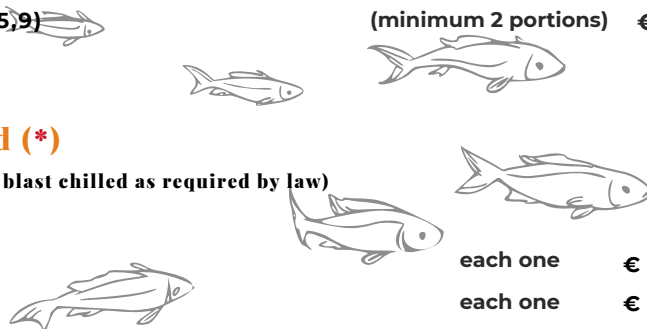 5,9) (minimum 2 portions) €
(*)
blast chilled as required by law)
each one €
each one €